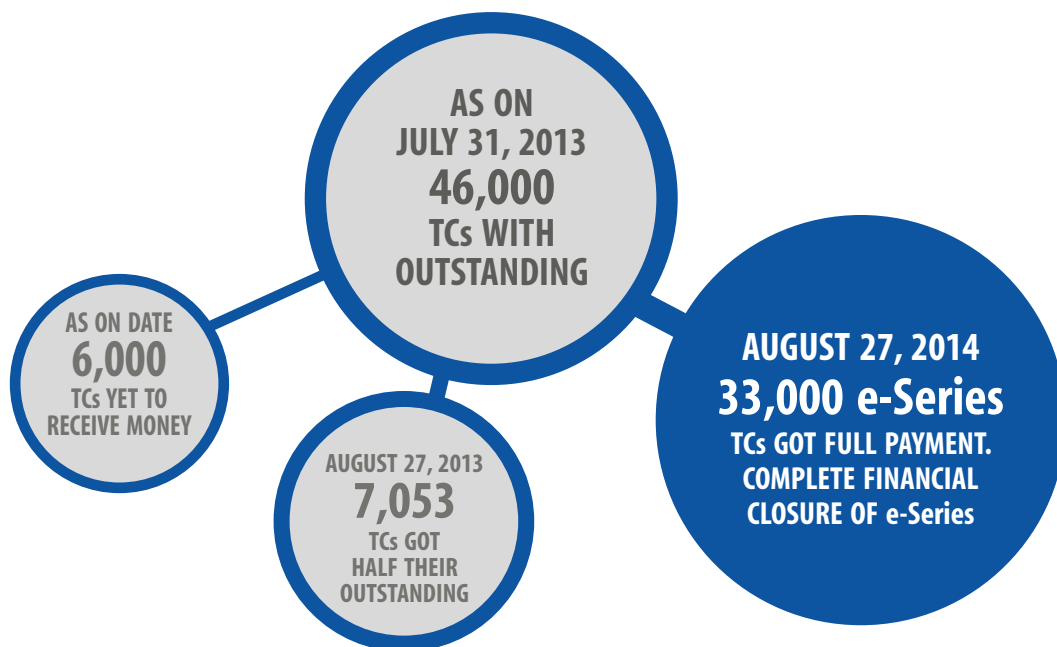 AS ON
JULY 31, 2013
46,000
TCs WITH
OUTSTANDING
AS ON DATE
6,000
TCs YET TO
RECEIVE MONEY
AUGUST 27, 2013
7,053
TCs GOT
HALF THEIR
OUTSTANDING
AUGUST 27, 2014
33,000 e-Series
TCs GOT FULL PAYMENT.
COMPLETE FINANCIAL
CLOSURE OF e-Series